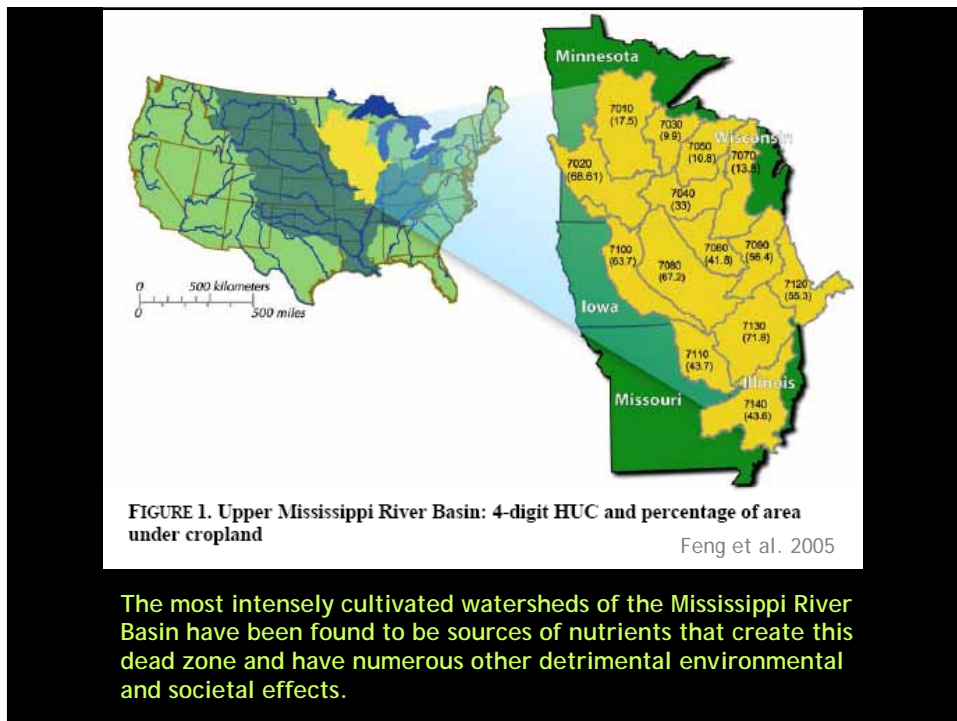 Minnesota
7010
(17.5)
7030
(9.9)
Wisconsin
7050
(10.8)
7070
(13.8)
7020
(68.61)
7040
(33)
7100
(63.7)
7080
(67.2)
7060
(41.8)
7090
(56.4)
7120
(55.3)
Iowa
7130
(71.8)
7110
(43.7)
Illinois
Missouri
7140
(43.6)
0 500 kilometers
0 500 miles
FIGURE 1. Upper Mississippi River Basin: 4-digit HUC and percentage of area
under cropland
Feng et al. 2005
The most intensely cultivated watersheds of the Mississippi River
Basin have been found to be sources of nutrients that create this
dead zone and have numerous other detrimental environmental
and societal effects.